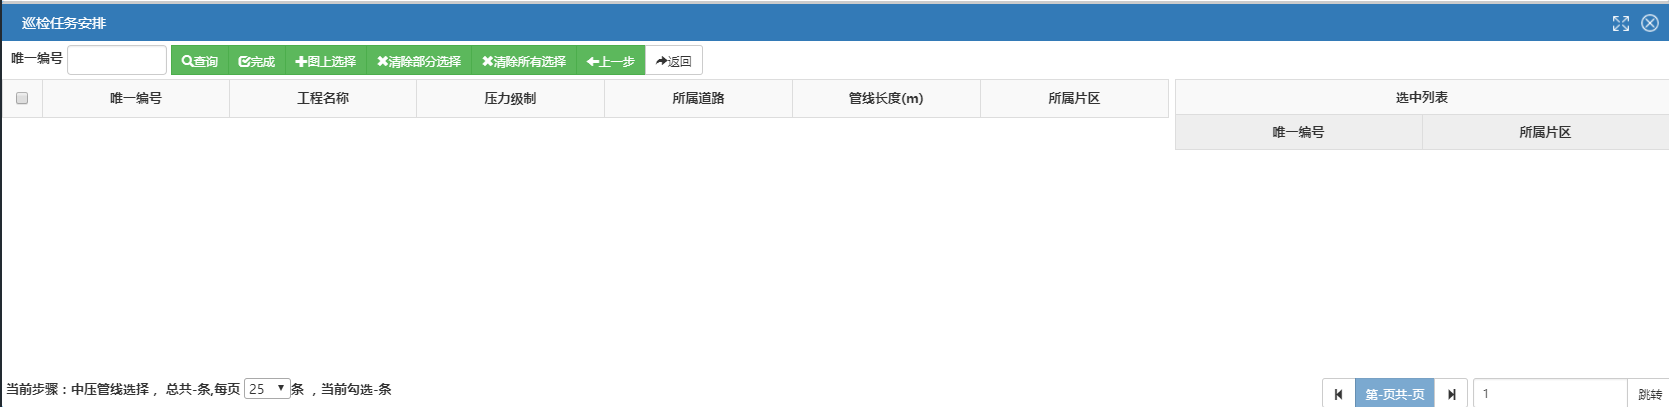 巡检任务安排
唯一编号 查询 完成 图上选择 清除部分选择 清除所有选择 上一步 返回
唯一编号 工程名称 压力级制 所属道路 管线长度(m) 所属片区 选中列表
唯一编号 所属片区
当前步骤：中压管线选择， 总共-条,每页 25 条 ，当前勾选-条 第-页共-页 1 跳转